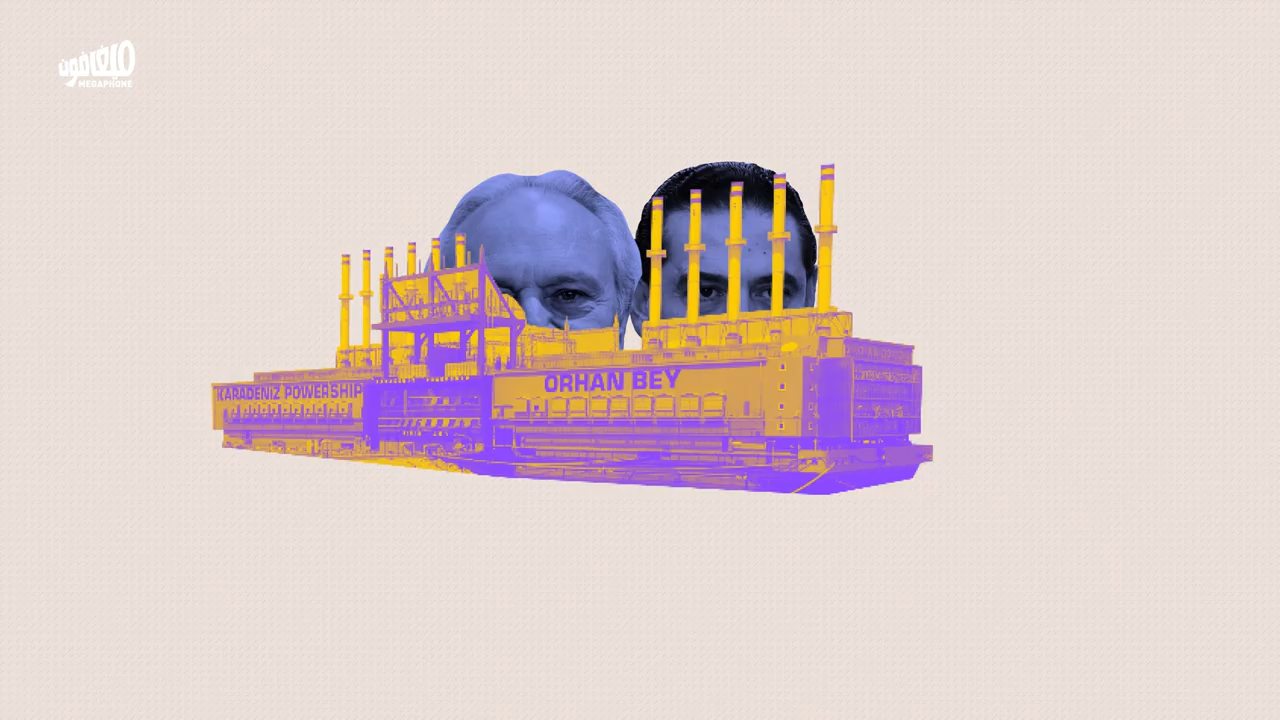 ميغافون
MEGAPHONE
KARADENIZ POWERSHIP
ORHAN BEY